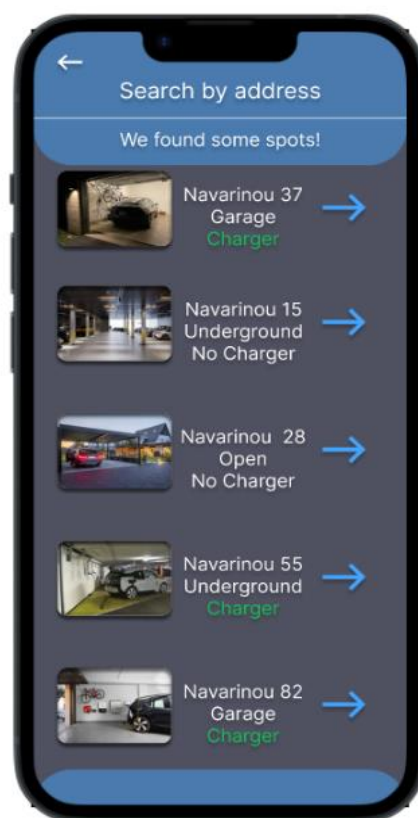 Search by address
We found some spots!
Navarinou 37
Garage
Charger
Navarinou 15
Underground
No Charger
Navarinou 28
Open
No Charger
Navarinou 55
Underground
Charger
Navarinou 82
Garage
Charger